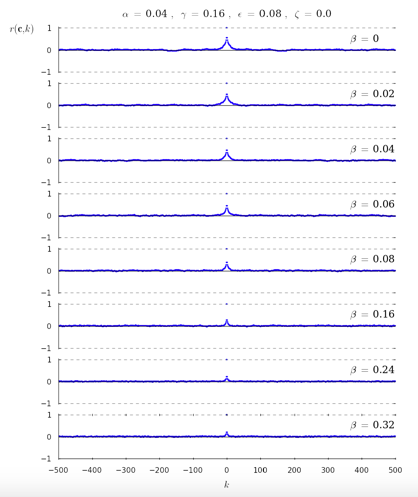 α = 0.04 , γ = 0.16 , ϵ = 0.08 , ζ = 0.0
r(c,k)
1
0
−1
β = 0
1
0
−1
β = 0.02
1
0
−1
β = 0.04
1
0
−1
β = 0.06
1
0
−1
β = 0.08
1
0
−1
β = 0.16
1
0
−1
β = 0.24
1
0
−1
β = 0.32
−500 −400 −300 −200 −100 0 100 200 300 400 500
k